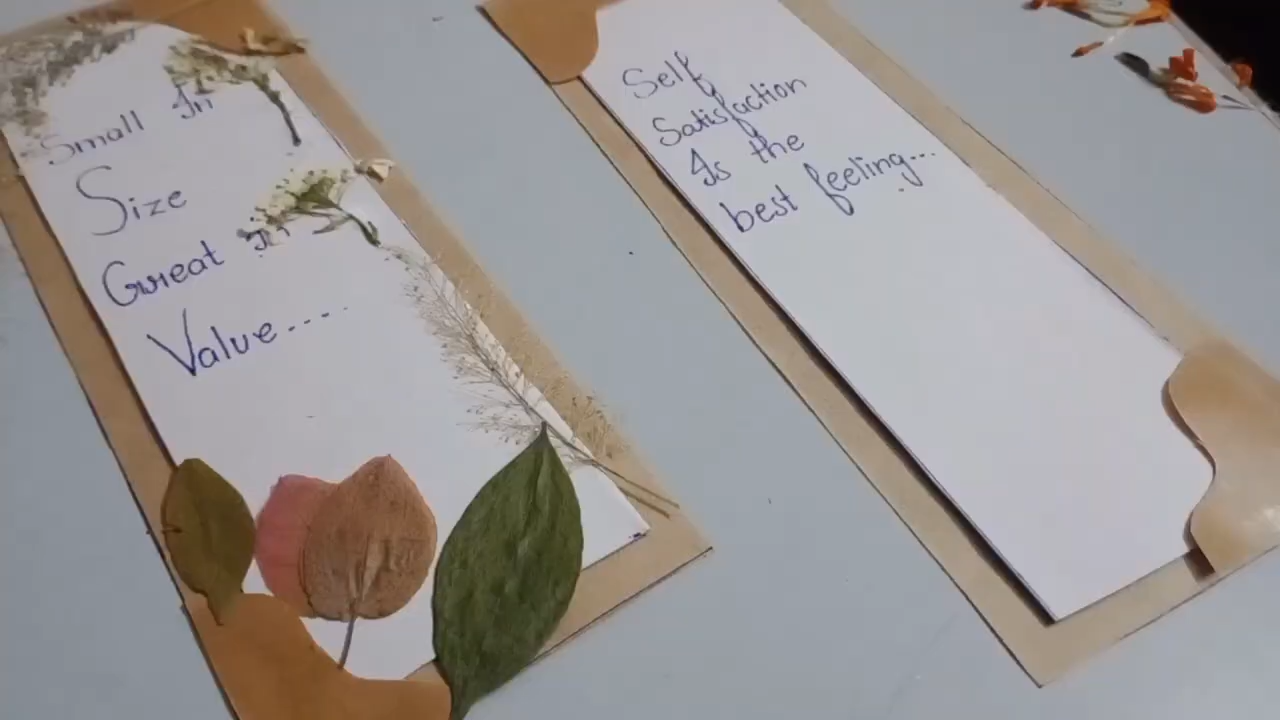 Small In
Size
Great In
Value....
Self
Satisfaction
Is the
best feeling...